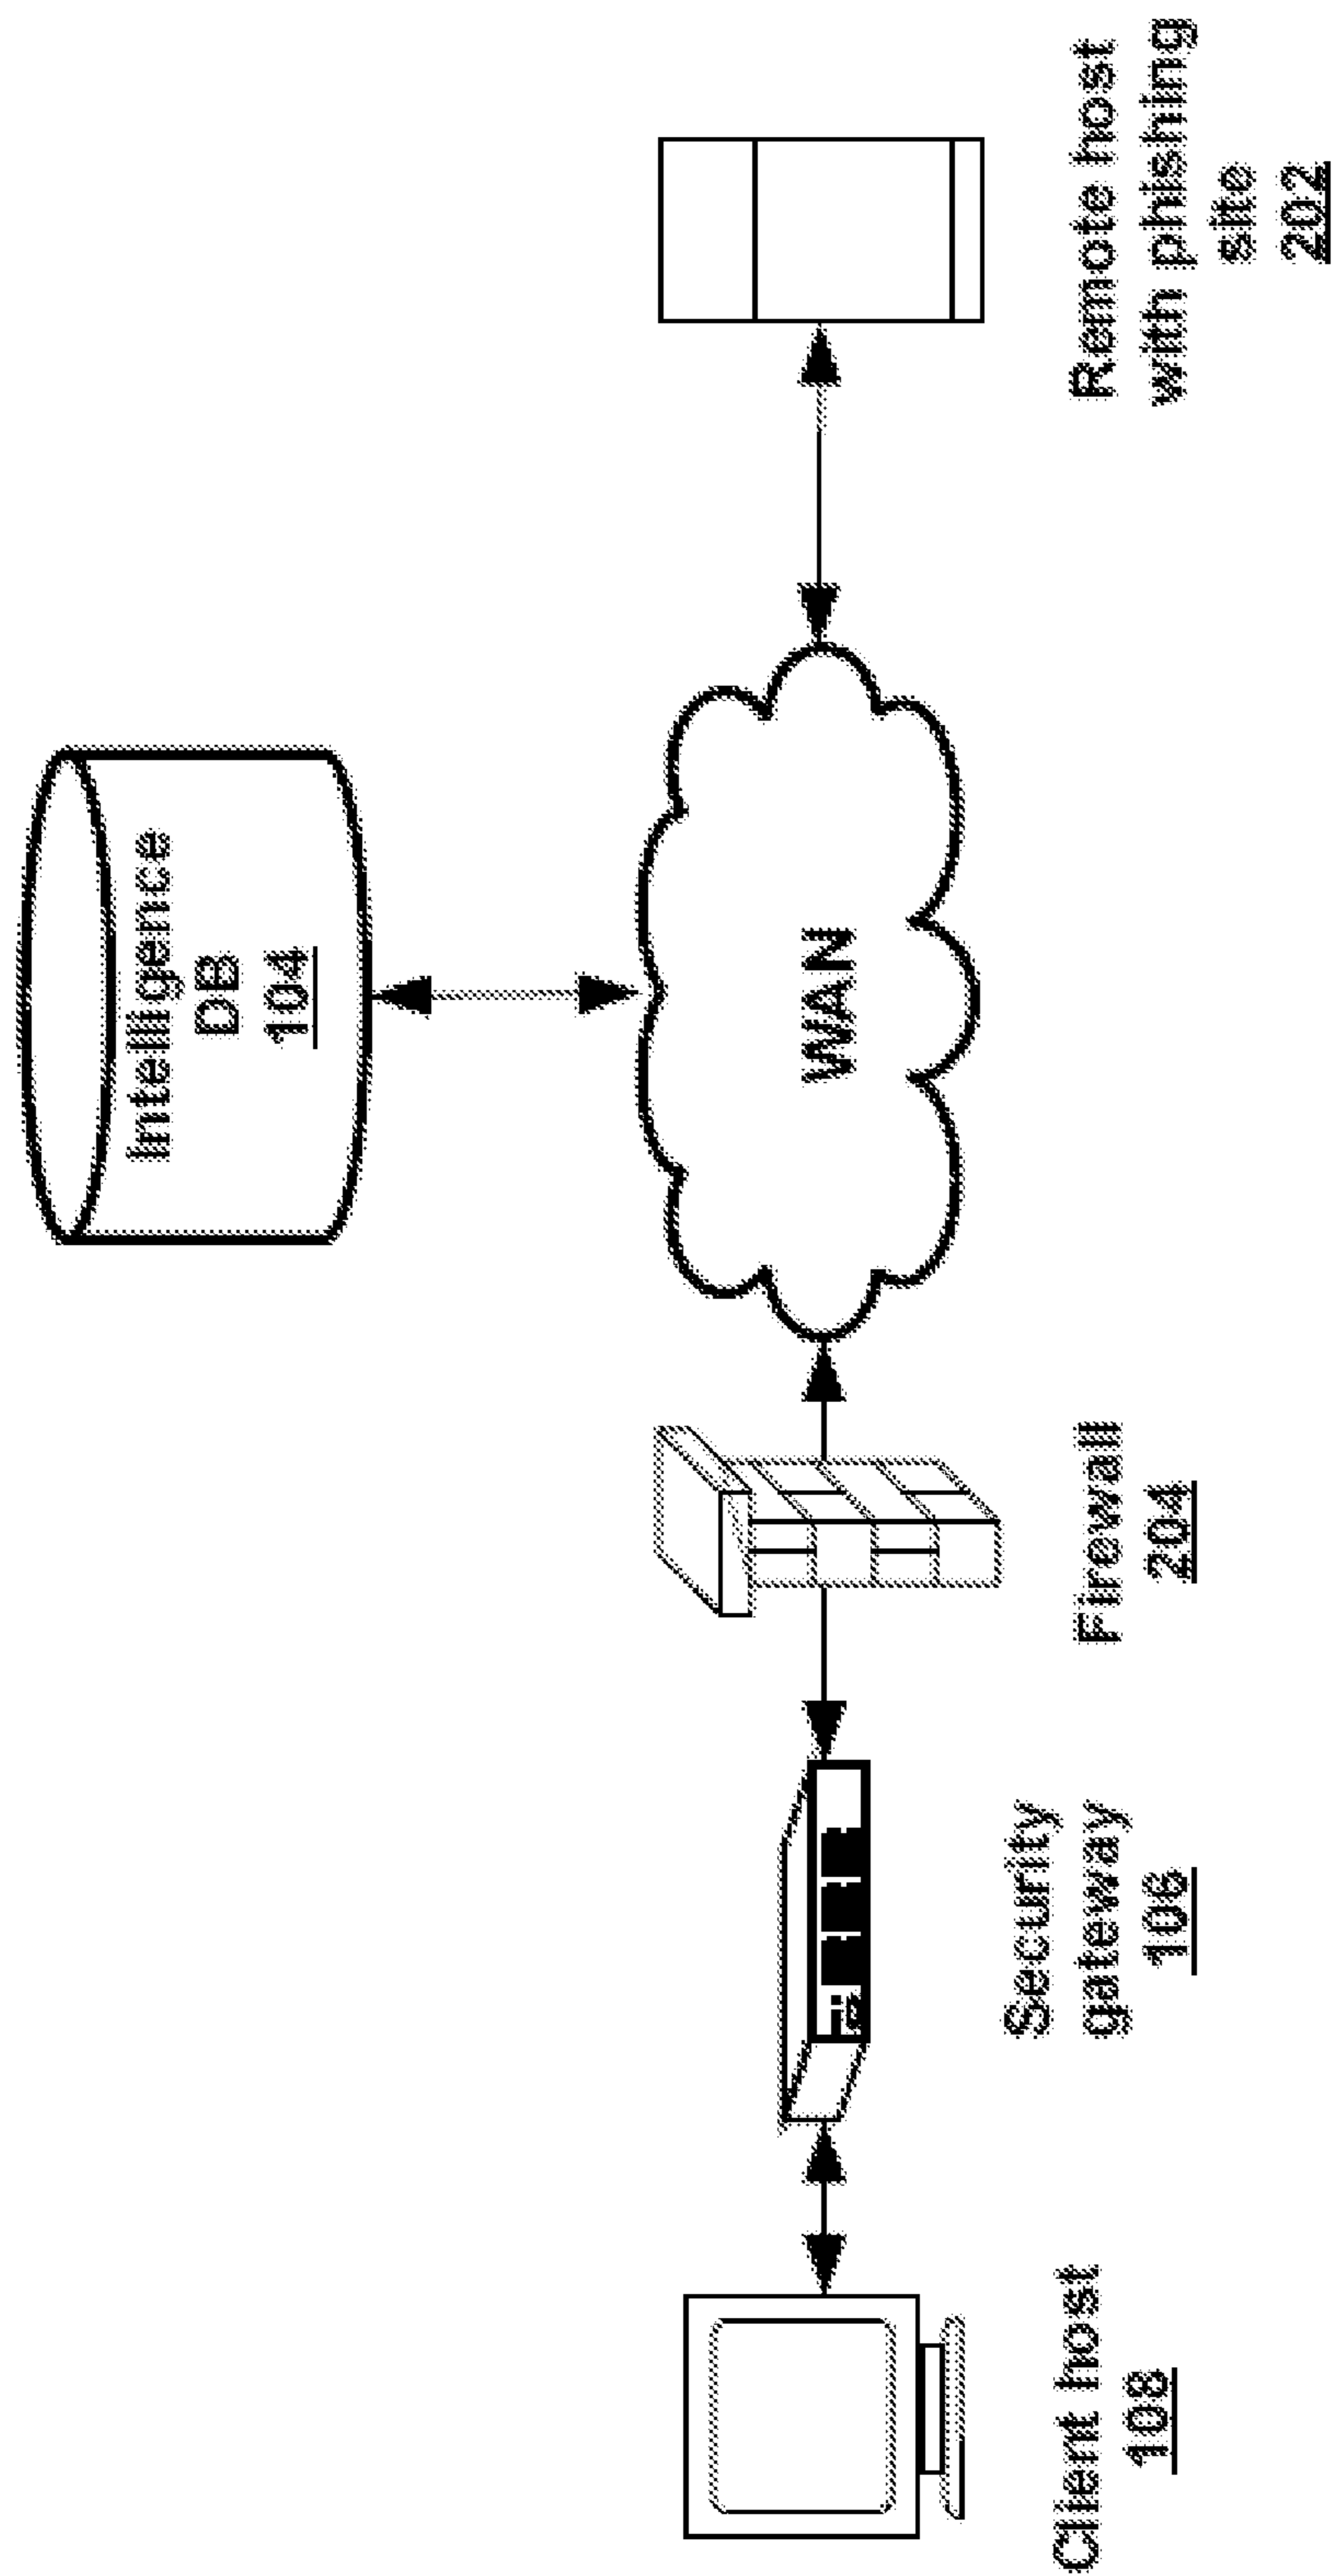 Intelligence
DB
104
WAN
Client host
108
Security
gateway
106
Firewall
204
Remote host
with phishing
site
202